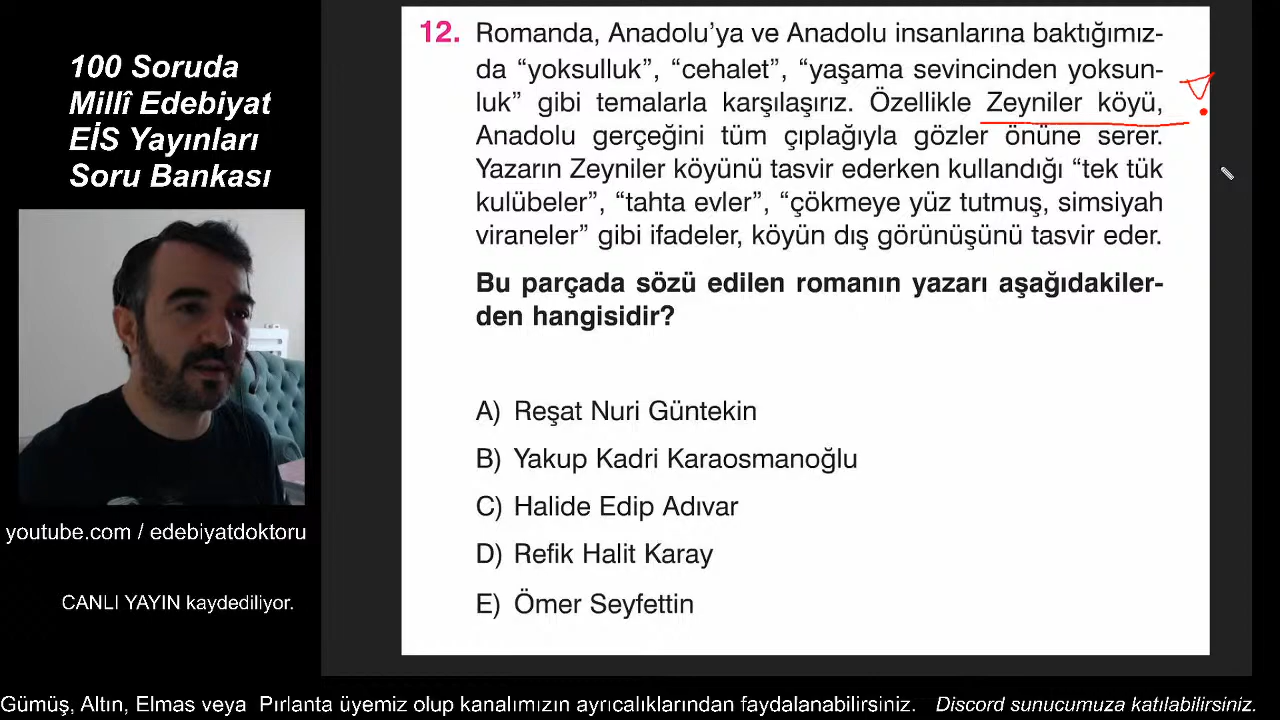 100 Soruda
Millî Edebiyat
EİS Yayınları
Soru Bankası
youtube.com / edebiyatdoktoru
CANLI YAYIN kaydediliyor.
12. Romanda, Anadolu’ya ve Anadolu insanlarına baktığımız-
da “yoksulluk”, “cehalet”, “yaşama sevincinden yoksun-
luk” gibi temalarla karşılaşırız. Özellikle Zeyniler köyü,
Anadolu gerçeğini tüm çıplağıyla gözler önüne serer.
Yazarın Zeyniler köyünü tasvir ederken kullandığı “tek tük
kulübeler”, “tahta evler”, “çökmeye yüz tutmuş, simsiyah
viraneler” gibi ifadeler, köyün dış görünüşünü tasvir eder.
Bu parçada sözü edilen romanın yazarı aşağıdakiler-
den hangisidir?
A) Reşat Nuri Güntekin
B) Yakup Kadri Karaosmanoğlu
C) Halide Edip Adıvar
D) Refik Halit Karay
E) Ömer Seyfettin
Gümüş, Altın, Elmas veya Pırlanta üyemiz olup kanalımızın ayrıcalıklarından faydalanabilirsiniz. Discord sunucumuza katılabilirsiniz.